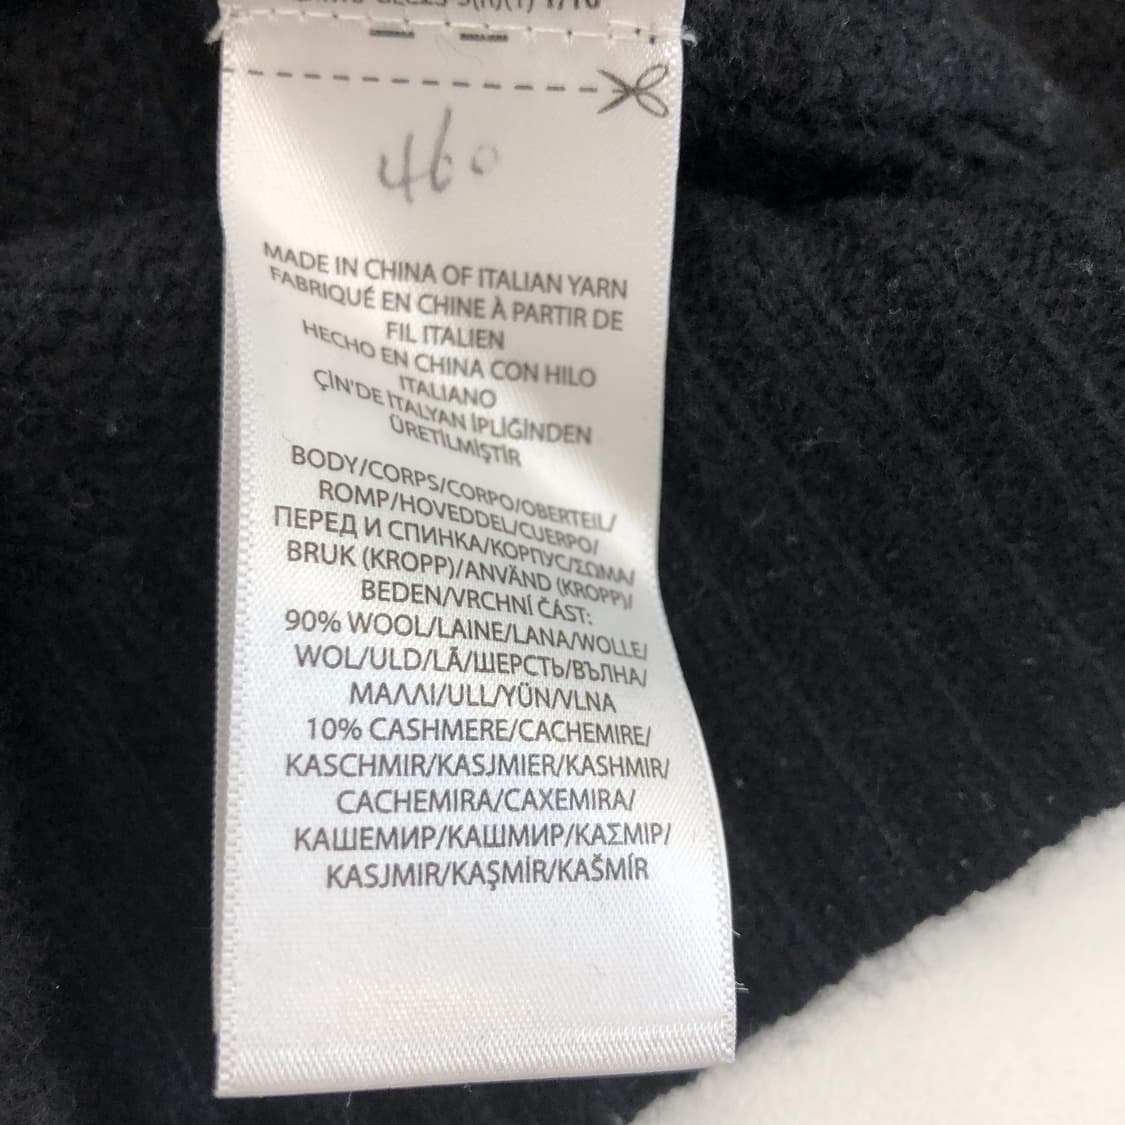 1/10
460
MADE IN CHINA OF ITALIAN YARN
FABRIQUÉ EN CHINE À PARTIR DE
FIL ITALIEN
HECHO EN CHINA CON HILO
ITALIANO
ÇİN'DE İTALYAN İPLİĞİNDEN
ÜRETİLMİŞTİR
BODY/CORPS/CORPO/OBERTEIL/
ROMP/HOVEDDEL/CUERPO/
ПЕРЕД И СПИНКА/КОРПУС/ΣΩΜΑ/
BRUK (KROPP)/ANVÄND (KROPP)/
BEDEN/VRCHNÍ ČÁST:
90% WOOL/LAINE/LANA/WOLLE/
WOL/ULD/LÃ/ШЕРСТЬ/ВЪЛНА/
ΜΑΛΛΙ/ULL/YÜN/VLNA
10% CASHMERE/CACHEMIRE/
KASCHMIR/KASJMIER/KASHMIR/
CACHEMIRA/CAXEMIRA/
КАШЕМИР/КАШМИР/ΚΑΣΜΙΡ/
KASJMIR/KAŞMİR/KAŠMÍR